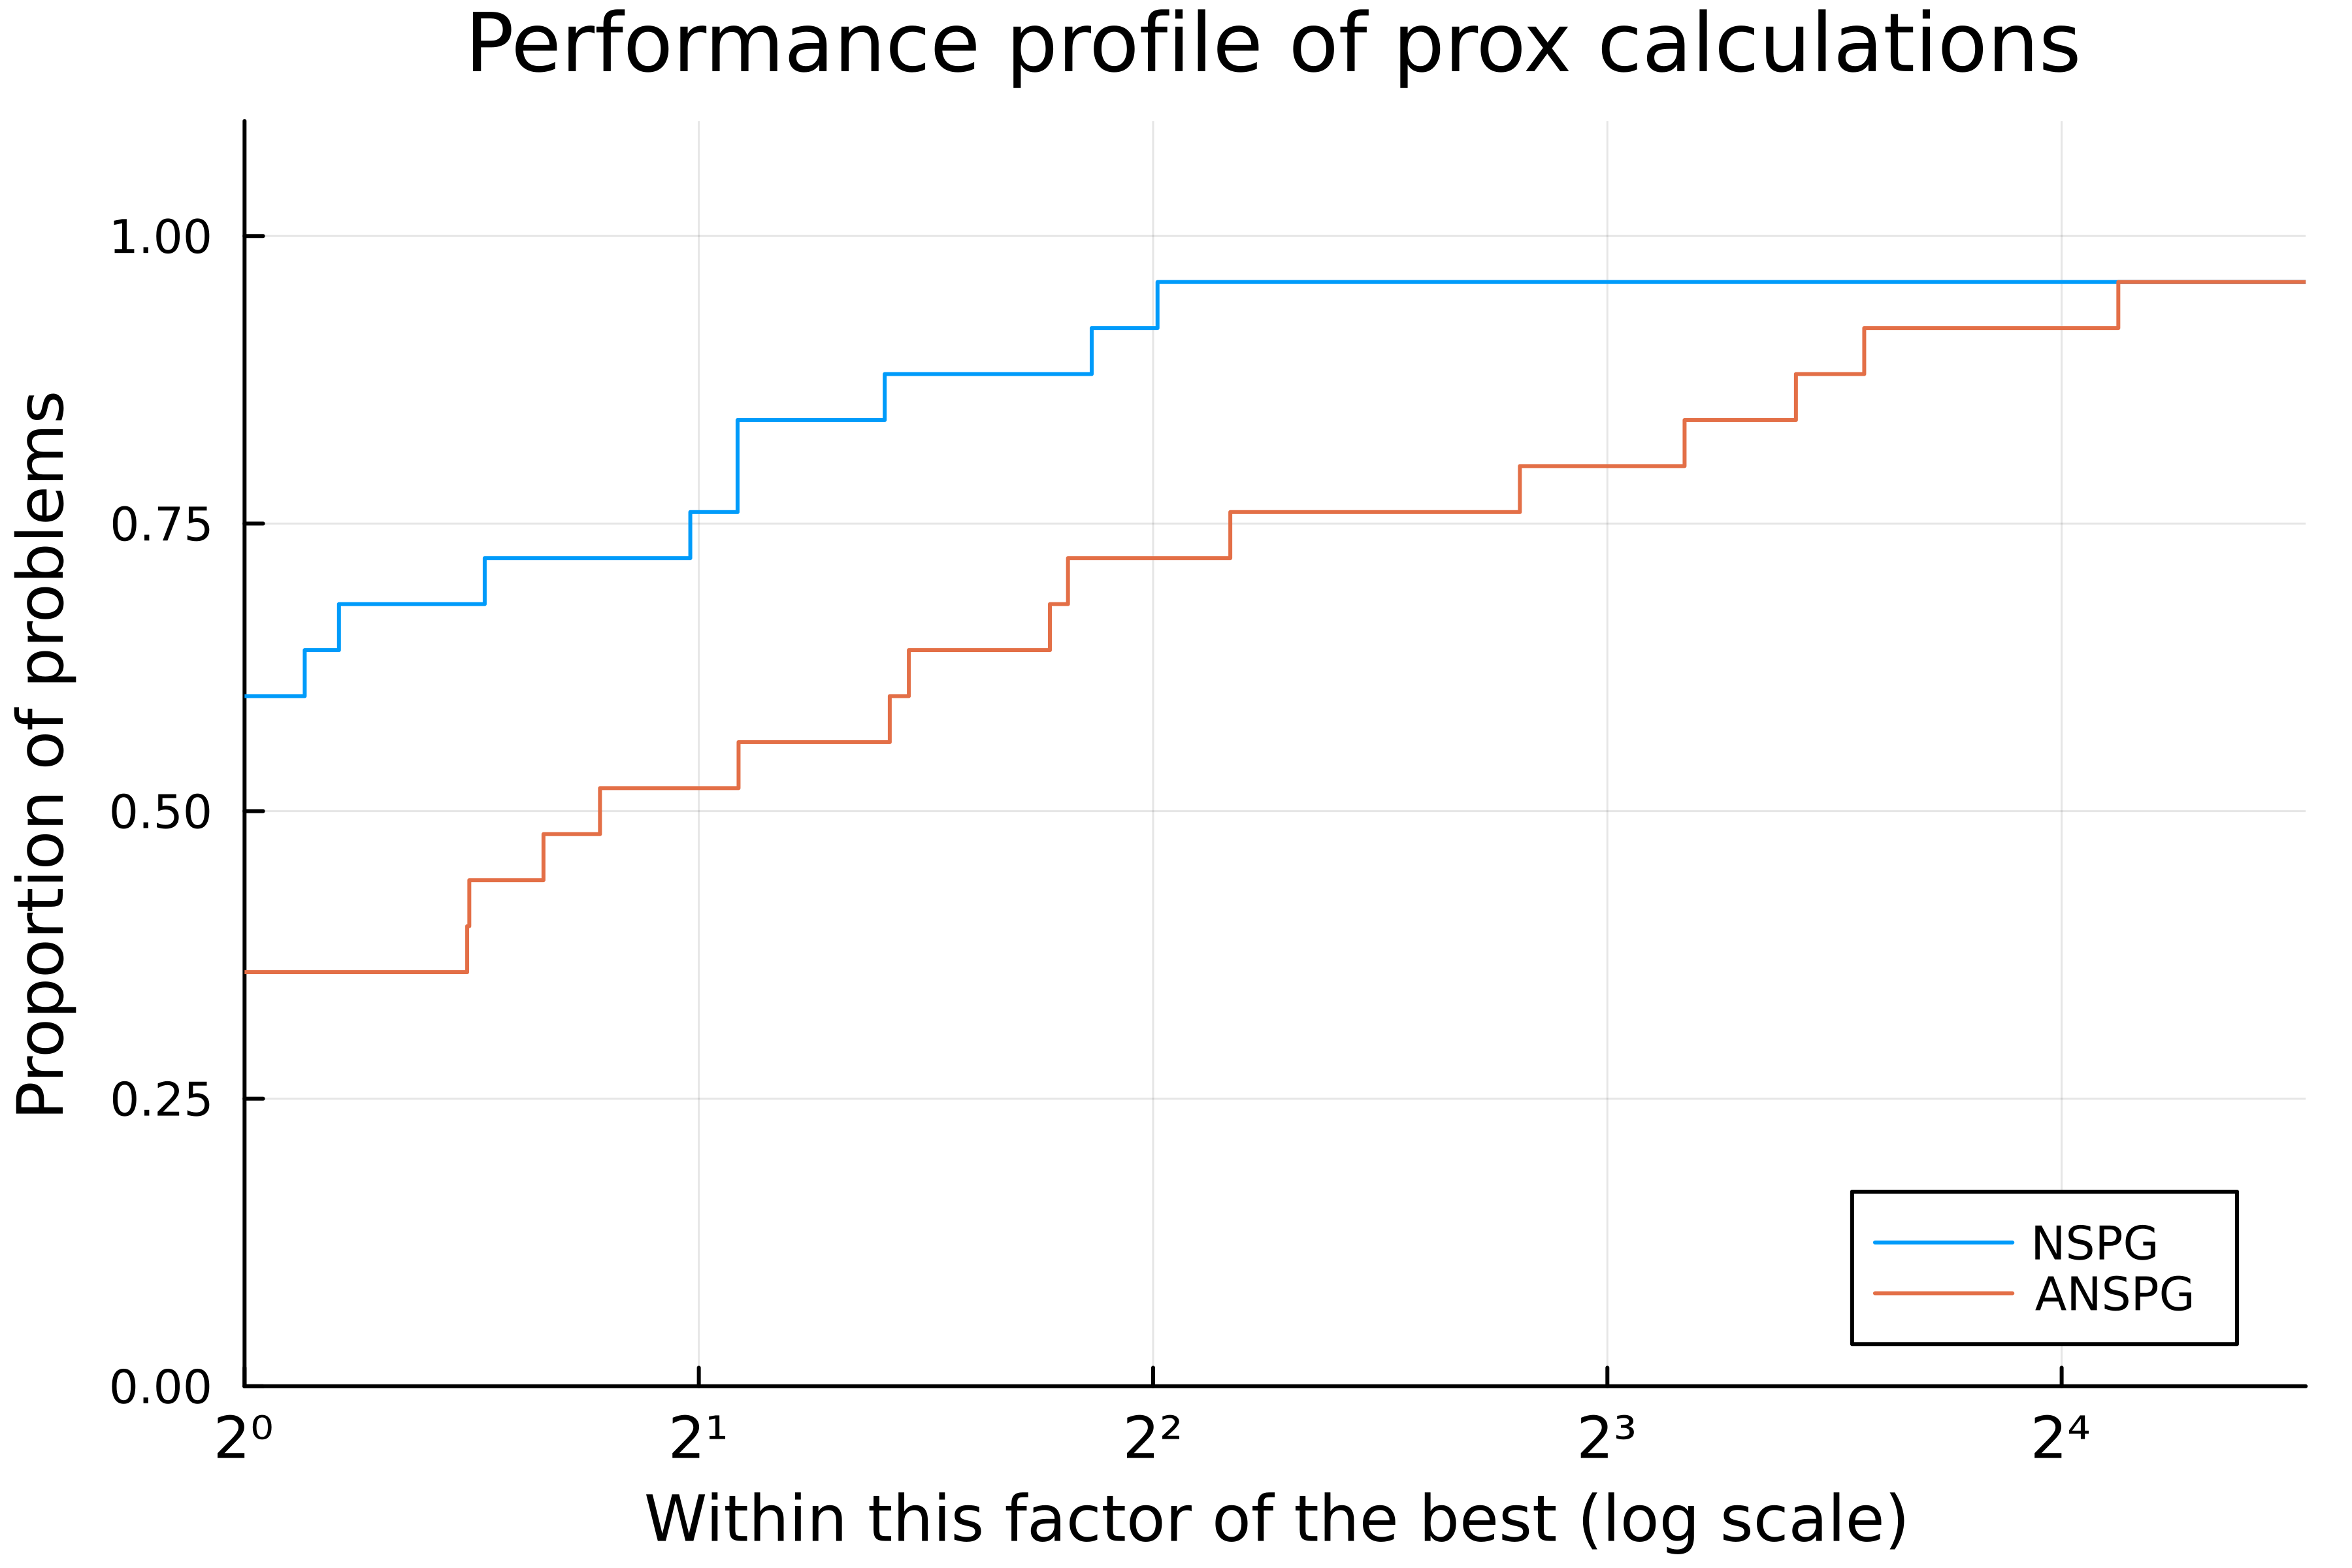 Performance profile of prox calculations
Proportion of problems
1.00
0.75
0.50
0.25
0.00
2⁰ 2¹ 2² 2³ 2⁴
Within this factor of the best (log scale)
NSPG
ANSPG